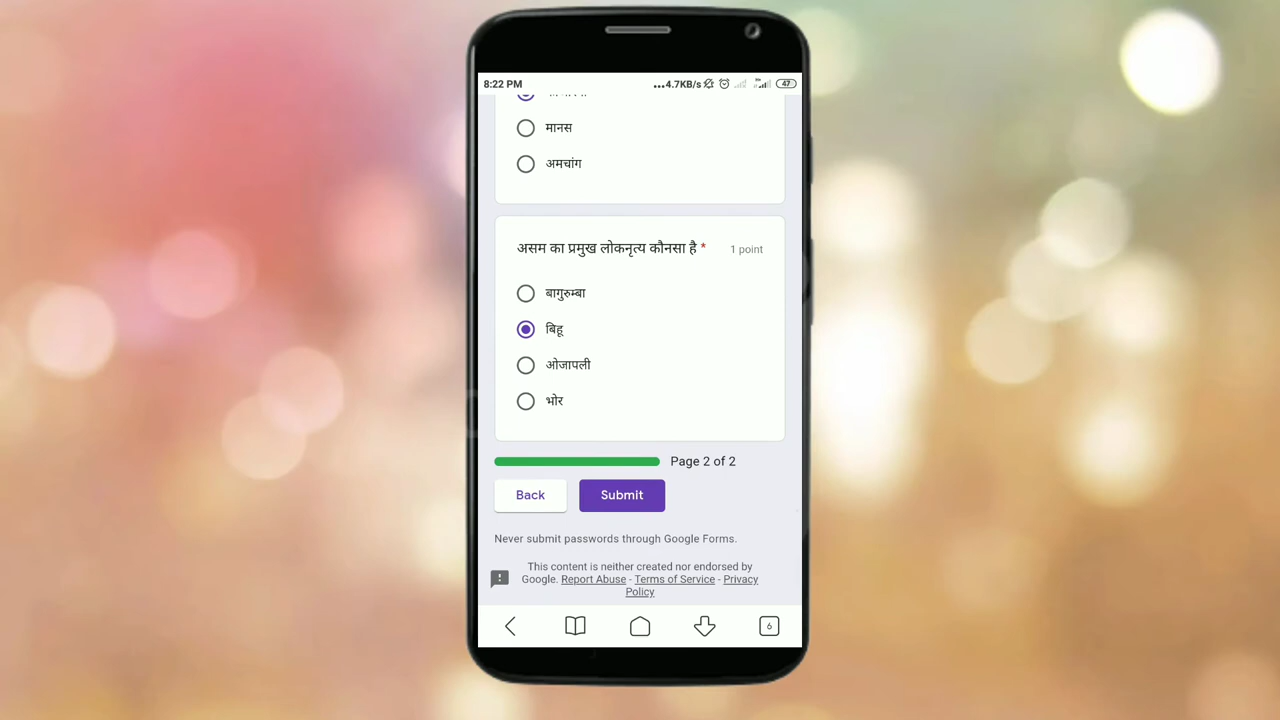 8:22 PM
...4.7KB/s
47
मानस
अमचांग
असम का प्रमुख लोकनृत्य कौनसा है * 1 point
बागुरुम्बा
बिहू
ओजापली
भोर
Page 2 of 2
Back Submit
Never submit passwords through Google Forms.
This content is neither created nor endorsed by
Google. Report Abuse - Terms of Service - Privacy
Policy
6